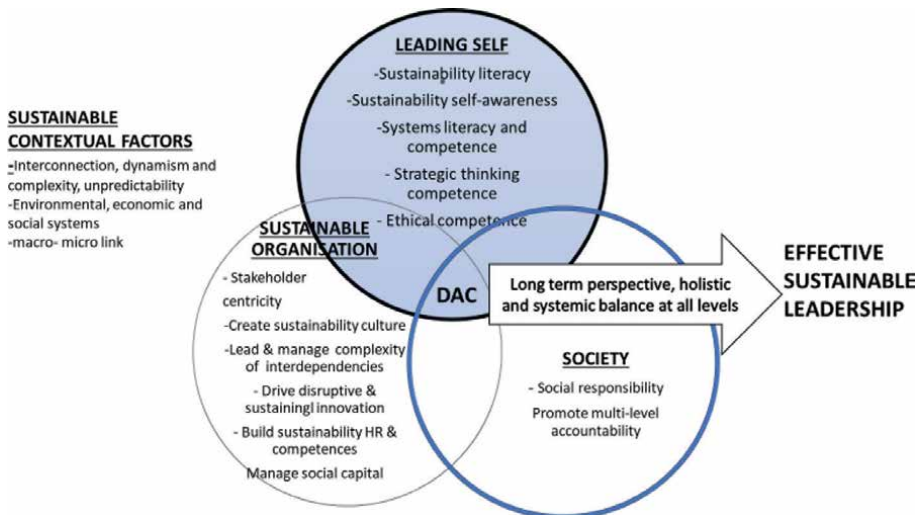 LEADING SELF
-Sustainability literacy
-Sustainability self-awareness
-Systems literacy and
competence
- Strategic thinking
competence
- Ethical competence
SUSTAINABLE
CONTEXTUAL FACTORS
-Interconnection, dynamism and
complexity, unpredictability
-Environmental, economic and
social systems
-macro- micro link
SUSTAINABLE
ORGANISATION
- Stakeholder
centricity
-Create sustainability culture
-Lead & manage complexity
of interdependencies
- Drive disruptive &
sustainingl innovation
- Build sustainability HR &
competences
Manage social capital
DAC
Long term perspective, holistic
and systemic balance at all levels
EFFECTIVE
SUSTAINABLE
LEADERSHIP
SOCIETY
- Social responsibility
Promote multi-level
accountability